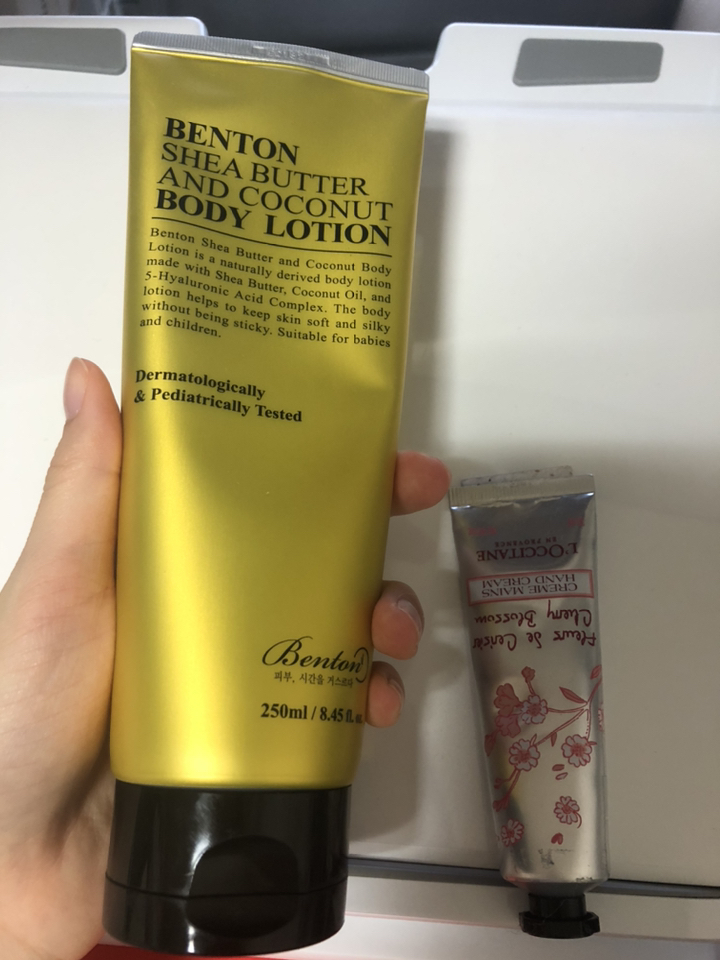 BENTON
SHEA BUTTER
AND COCONUT
BODY LOTION
Benton Shea Butter and Coconut Body
Lotion is a naturally derived body lotion
made with Shea Butter, Coconut Oil, and
5-Hyaluronic Acid Complex. The body
lotion helps to keep skin soft and silky
without being sticky. Suitable for babies
and children.
Dermatologically
& Pediatrically Tested
Benton
피부, 시간을 거스르다
250ml / 8.45 fl.
L'OCCITANE
EN PROVENCE
CREME MAINS
HAND CREAM
Fleurs de Cerisier
Cherry Blossom